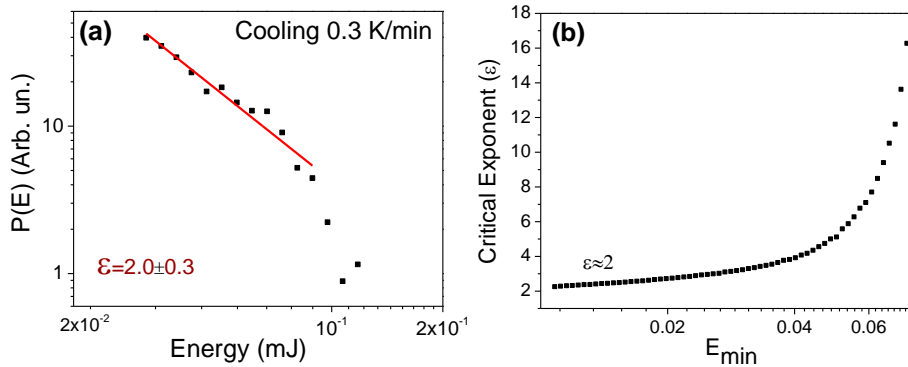 (a)
Cooling 0.3 K/min
P(E) (Arb. un.)
10
1
ε=2.0±0.3
2x10⁻²
10⁻¹
2x10⁻¹
Energy (mJ)
(b)
Critical Exponent (ε)
18
16
14
12
10
8
6
4
2
ε≈2
0.02
0.04
0.06
E_min